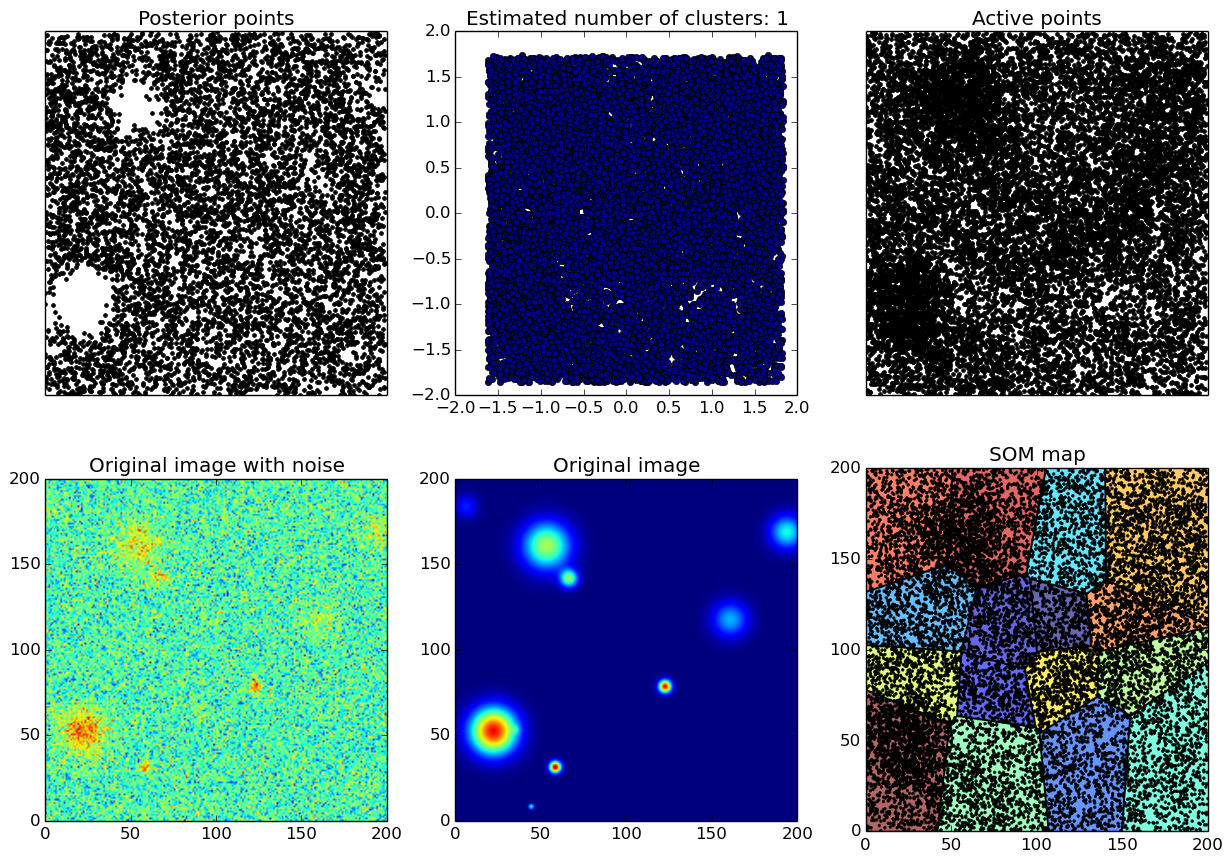 Posterior points
Estimated number of clusters: 1
Active points
2.0
1.5
1.0
0.5
0.0
−0.5
−1.0
−1.5
−2.0
−2.0 −1.5 −1.0 −0.5 0.0 0.5 1.0 1.5 2.0
Original image with noise
Original image
SOM map
200
150
100
50
0
0 50 100 150 200
200
150
100
50
0
0 50 100 150 200
200
150
100
50
0
0 50 100 150 200